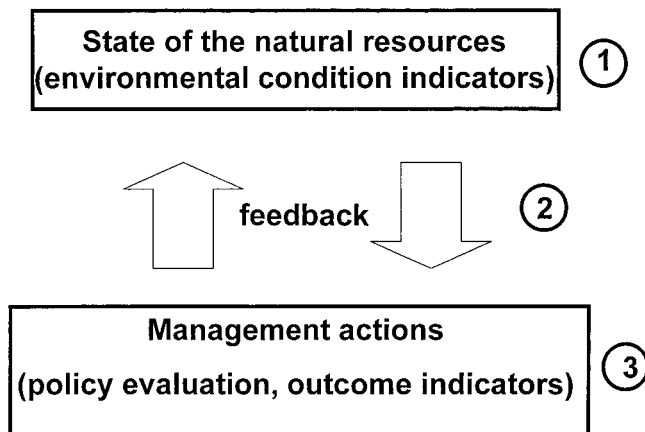 State of the natural resources
(environmental condition indicators)
1
feedback
2
Management actions
(policy evaluation, outcome indicators)
3